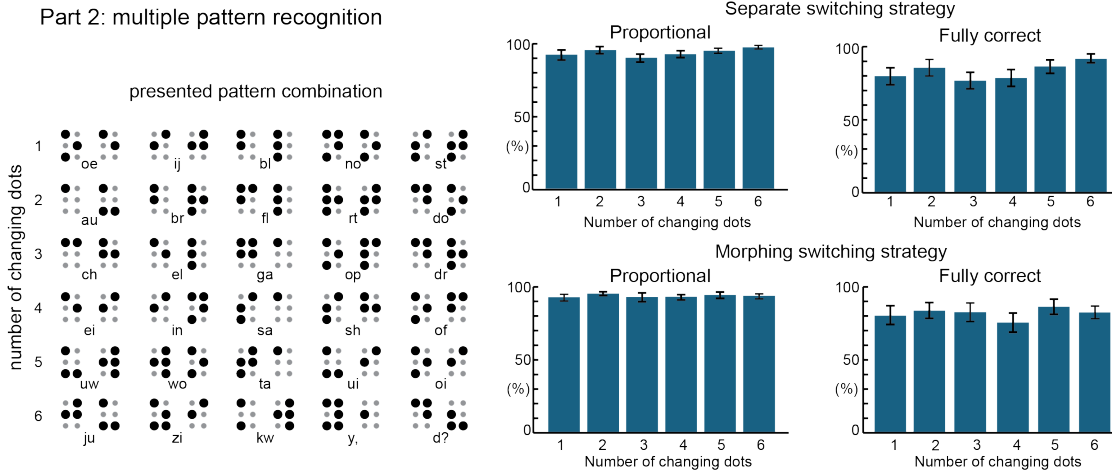 Part 2: multiple pattern recognition
presented pattern combination
number of changing dots
1
oe ij bl no st
2
au br fl rt do
3
ch el ga op dr
4
ei in sa sh of
5
uw wo ta ui oi
6
ju zi kw y, d?
Separate switching strategy
Proportional
100
50
(%)
0
1 2 3 4 5 6
Number of changing dots
Fully correct
100
50
(%)
0
1 2 3 4 5 6
Number of changing dots
Morphing switching strategy
Proportional
100
50
(%)
0
1 2 3 4 5 6
Number of changing dots
Fully correct
100
50
(%)
0
1 2 3 4 5 6
Number of changing dots